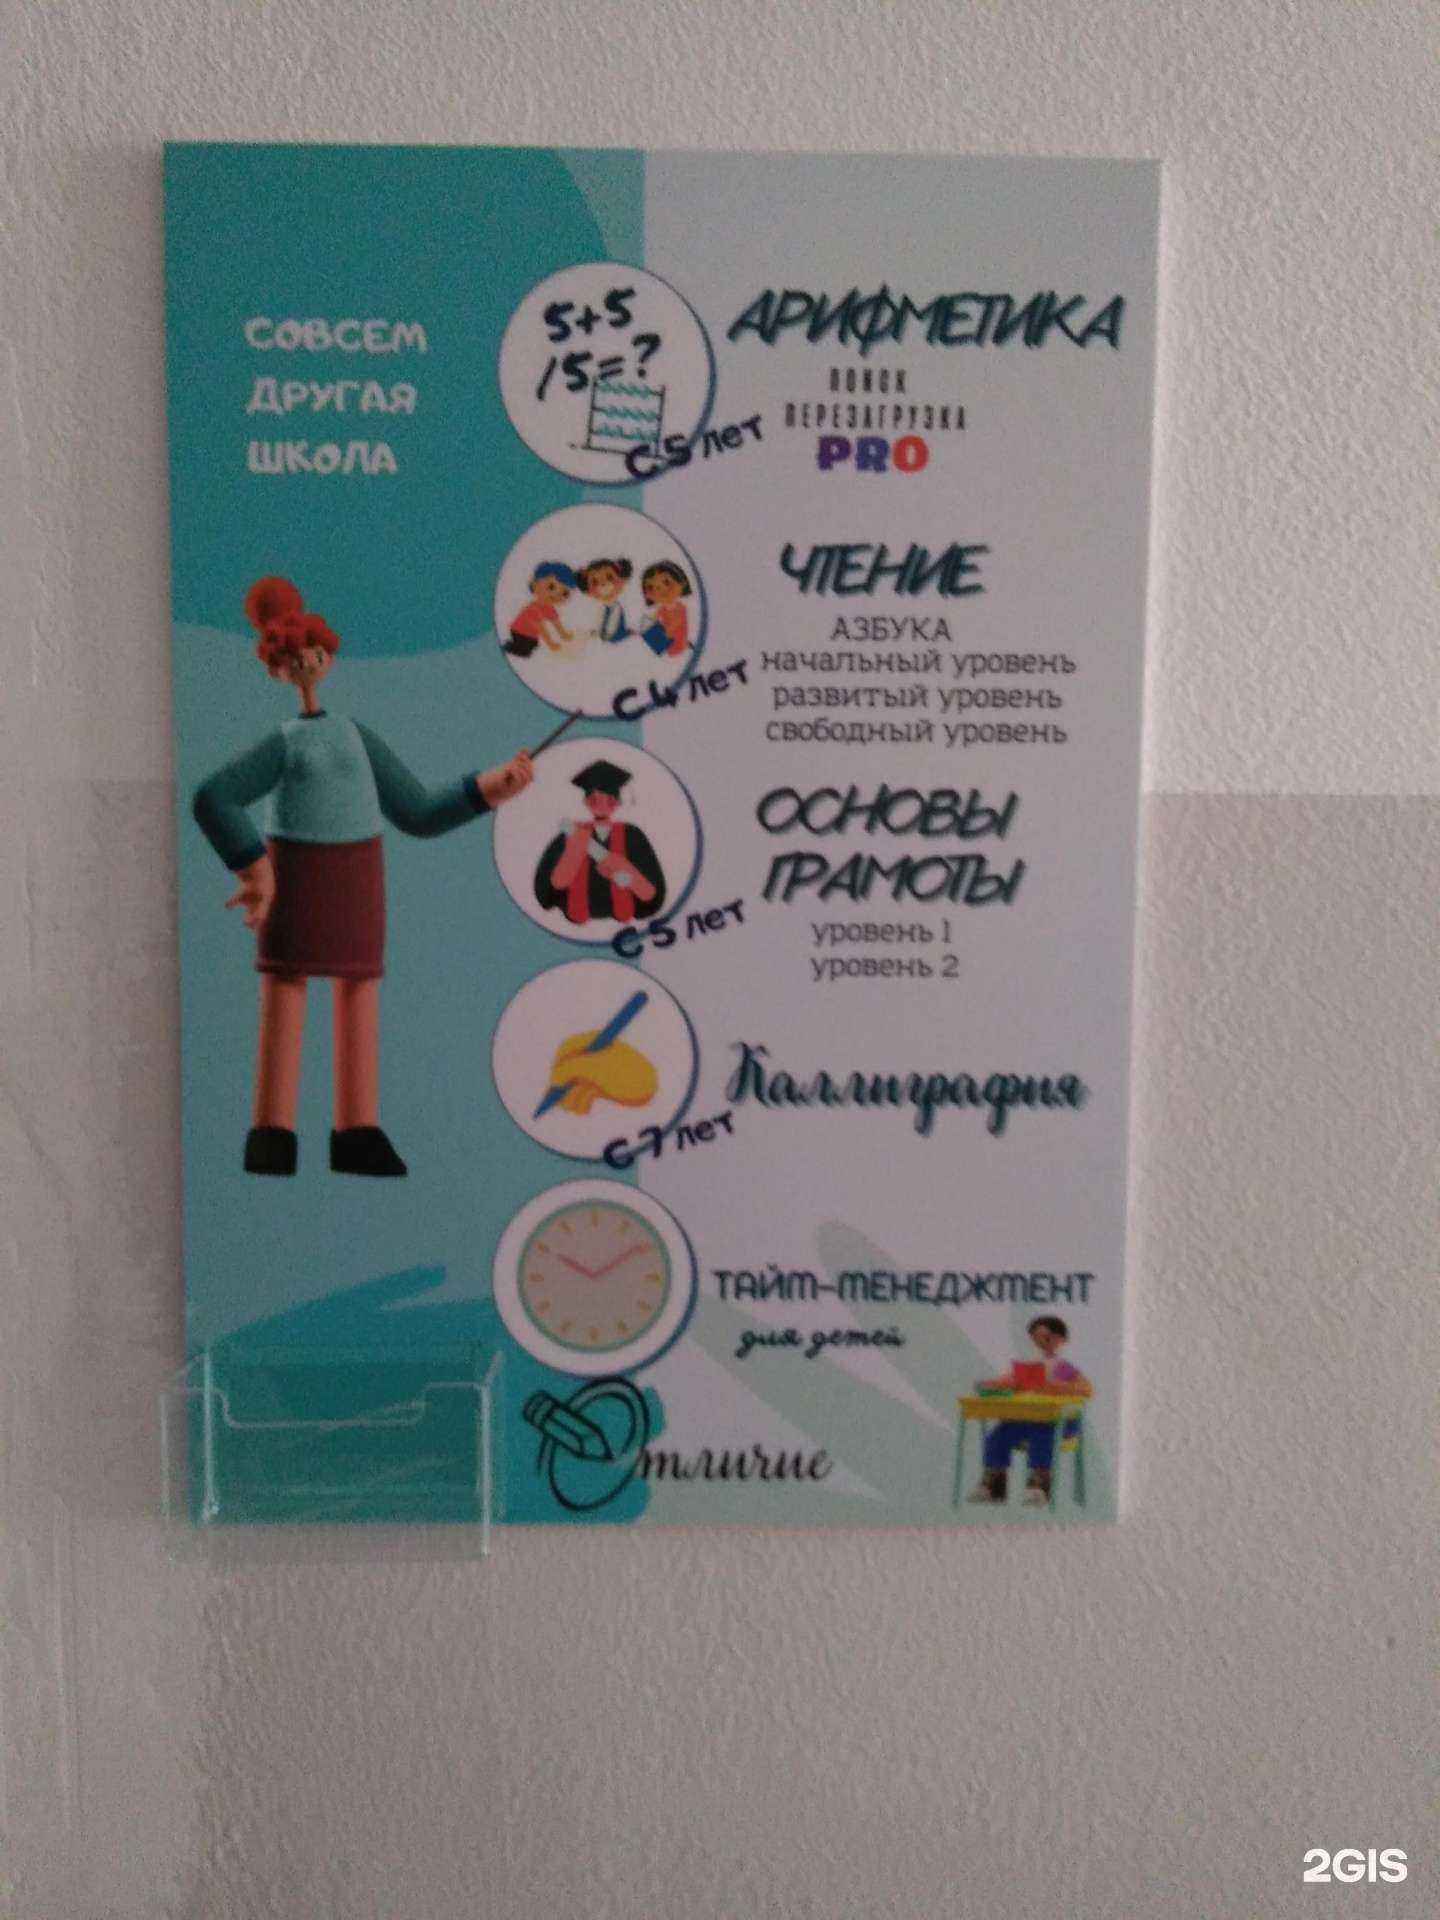 СОВСЕМ
ДРУГАЯ
ШКОЛА
5+5
15=?
с 5 лет
АРИФМЕТИКА
ПОИСК
ПЕРЕЗАГРУЗКА
PRO
с 4 лет
ЧТЕНИЕ
АЗБУКА
начальный уровень
развитый уровень
свободный уровень
с 5 лет
ОСНОВЫ
ГРАМОТЫ
уровень 1
уровень 2
с 7 лет
Каллиграфия
ТАЙМ-МЕНЕДЖМЕНТ
для детей
Отличие
2GIS